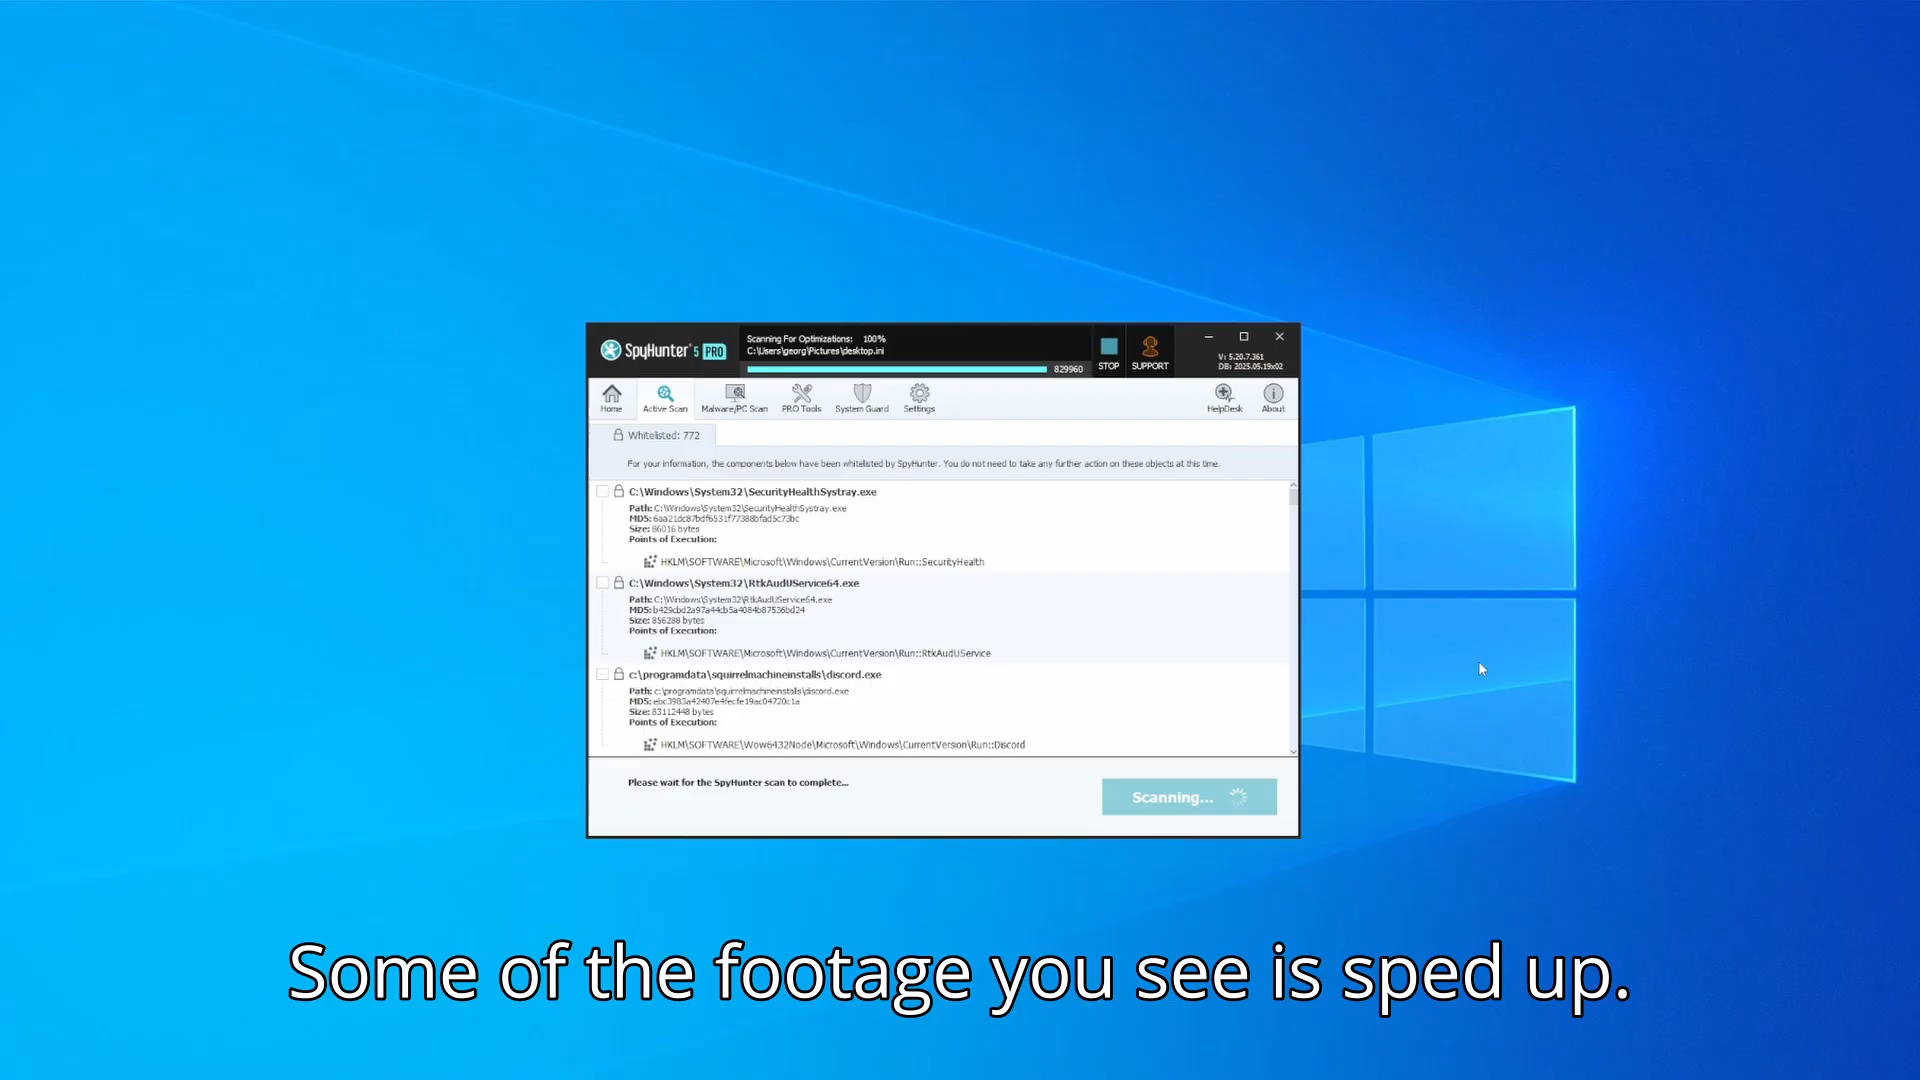 SpyHunter® 5 PRO
Scanning For Optimizations: 100%
C:\Users\georg\Pictures\desktop.ini
829960
STOP
SUPPORT
V: 5.20.7.361
DB: 2025.05.19x02
Home
Active Scan
Malware/PC Scan
PRO Tools
System Guard
Settings
HelpDesk
About
Whitelisted: 772
For your information, the components below have been whitelisted by SpyHunter. You do not need to take any further action on these objects at this time.
C:\Windows\System32\SecurityHealthSystray.exe
Path: C:\Windows\System32\SecurityHealthSystray.exe
MD5: 6aa21dc87bdf6531f77388bfad5c73bc
Size: 86016 bytes
Points of Execution:
HKLM\SOFTWARE\Microsoft\Windows\CurrentVersion\Run::SecurityHealth
C:\Windows\System32\RtkAudUService64.exe
Path: C:\Windows\System32\RtkAudUService64.exe
MD5: b429cbd2a97a44cb5a4084b87536bd24
Size: 856288 bytes
Points of Execution:
HKLM\SOFTWARE\Microsoft\Windows\CurrentVersion\Run::RtkAudUService
c:\programdata\squirrelmachineinstalls\discord.exe
Path: c:\programdata\squirrelmachineinstalls\discord.exe
MD5: ebc3983a42407e4fecfe19ac04720c1a
Size: 83112448 bytes
Points of Execution:
HKLM\SOFTWARE\Wow6432Node\Microsoft\Windows\CurrentVersion\Run::Discord
Please wait for the SpyHunter scan to complete...
Scanning...
Some of the footage you see is sped up.